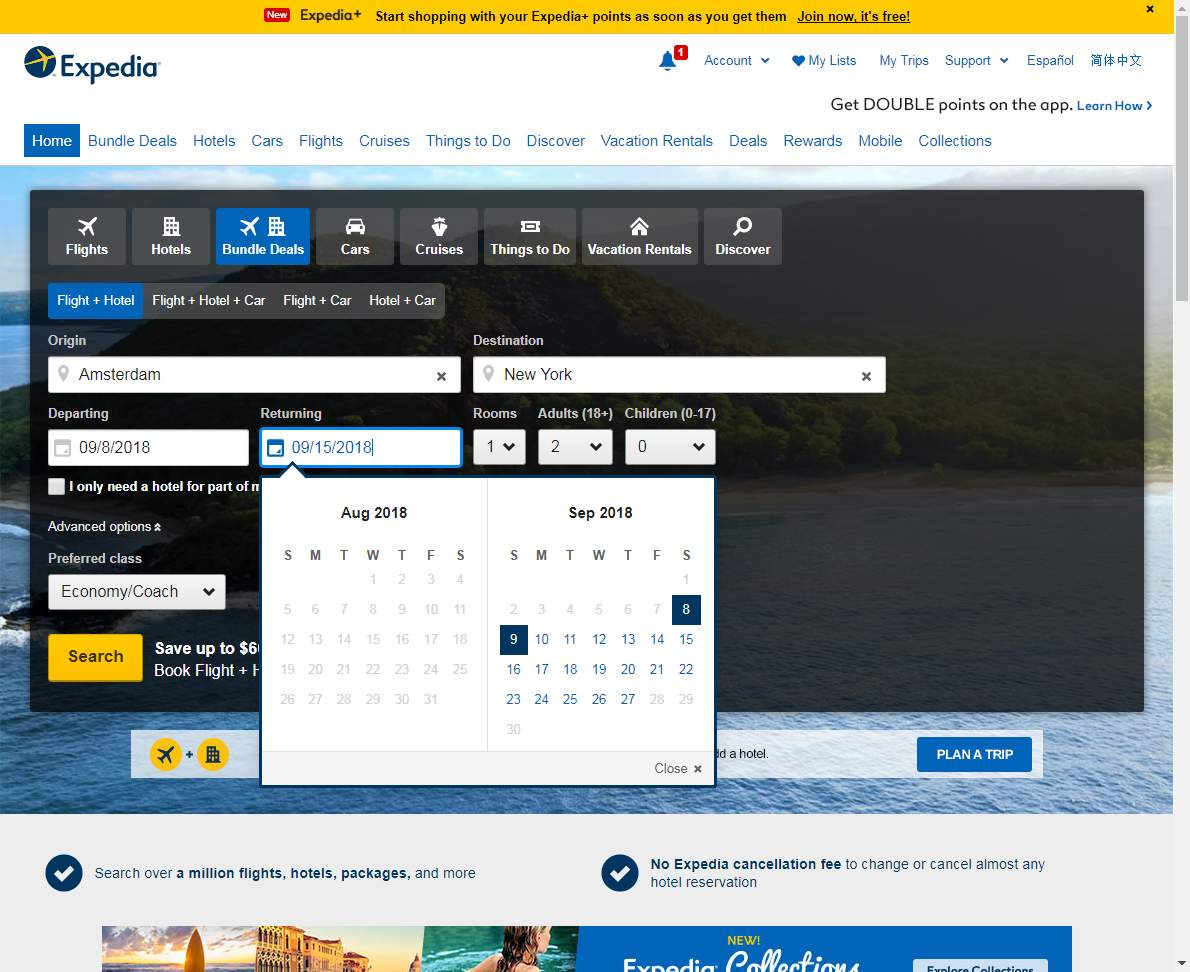 New Expedia+ Start shopping with your Expedia+ points as soon as you get them Join now, it's free! ×
Expedia
1 Account My Lists My Trips Support Español 简体中文
Get DOUBLE points on the app. Learn How
Home Bundle Deals Hotels Cars Flights Cruises Things to Do Discover Vacation Rentals Deals Rewards Mobile Collections
Flights Hotels Bundle Deals Cars Cruises Things to Do Vacation Rentals Discover
Flight + Hotel Flight + Hotel + Car Flight + Car Hotel + Car
Origin Destination
Amsterdam × New York ×
Departing Returning Rooms Adults (18+) Children (0-17)
09/8/2018 09/15/2018 1 2 0
I only need a hotel for part of m
Advanced options
Preferred class
Economy/Coach
Search
Save up to $6
Book Flight + H
Aug 2018 Sep 2018
S M T W T F S S M T W T F S
1 2 3 4 1
5 6 7 8 9 10 11 2 3 4 5 6 7 8
12 13 14 15 16 17 18 9 10 11 12 13 14 15
19 20 21 22 23 24 25 16 17 18 19 20 21 22
26 27 28 29 30 31 23 24 25 26 27 28 29
30
Close ×
+ dd a hotel. PLAN A TRIP
Search over a million flights, hotels, packages, and more
No Expedia cancellation fee to change or cancel almost any
hotel reservation
NEW!
Expedia Collections
Explore Collections